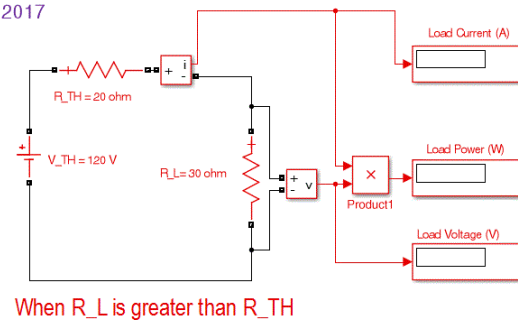 2017
Load Current (A)
i
+
-
+
R_TH = 20 ohm
Load Power (W)
+
V_TH = 120 V
+
R_L= 30 ohm
+
-
v
×
Product1
Load Voltage (V)
When R_L is greater than R_TH